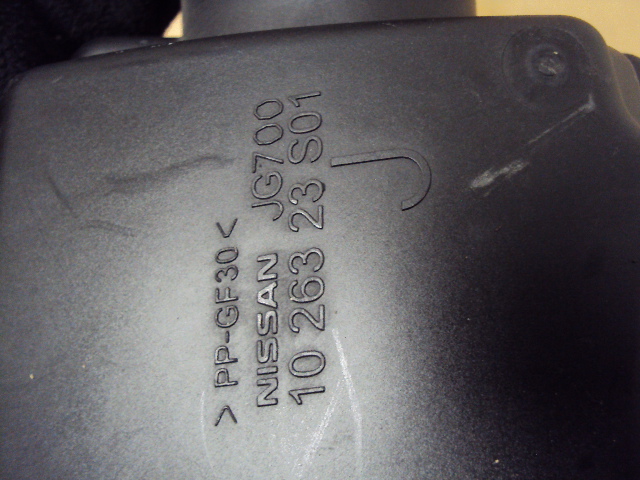 > PP-GF30 <
NISSAN JG700
10 263 23 S01
J